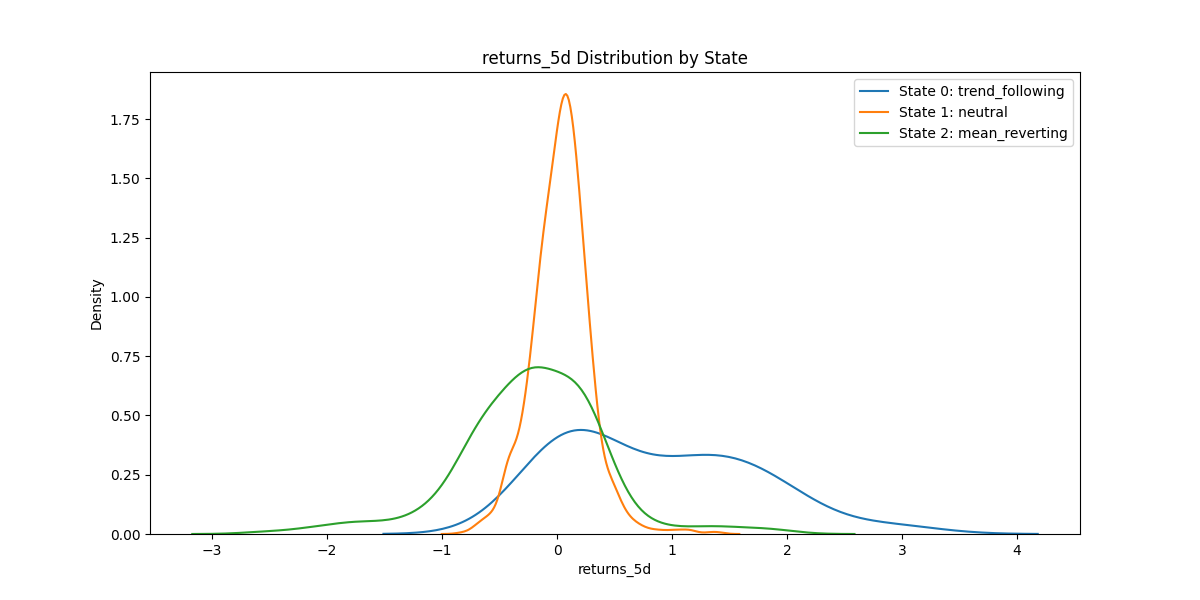 returns_5d Distribution by State
State 0: trend_following
State 1: neutral
State 2: mean_reverting
Density
1.75
1.50
1.25
1.00
0.75
0.50
0.25
0.00
−3
−2
−1
0
1
2
3
4
returns_5d